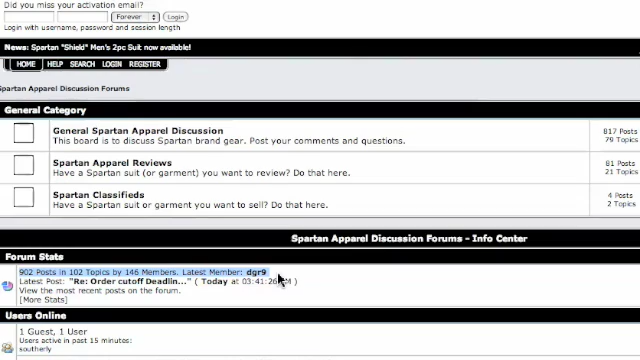 Did you miss your activation email?
Forever Login
Login with username, password and session length
News: Spartan "Shield" Men's 2pc Suit now available!
HOME HELP SEARCH LOGIN REGISTER
Spartan Apparel Discussion Forums
General Category
General Spartan Apparel Discussion
This board is to discuss Spartan brand gear. Post your comments and questions.
817 Posts
79 Topics
Spartan Apparel Reviews
Have a Spartan suit (or garment) you want to review? Do that here.
81 Posts
21 Topics
Spartan Classifieds
Have a Spartan suit or garment you want to sell? Do that here.
4 Posts
2 Topics
Spartan Apparel Discussion Forums - Info Center
Forum Stats
902 Posts in 102 Topics by 146 Members. Latest Member: dgr9
Latest Post: "Re: Order cutoff Deadlin..." ( Today at 03:41:26 )
View the most recent posts on the forum.
[More Stats]
Users Online
1 Guest, 1 User
Users active in past 15 minutes:
southerly